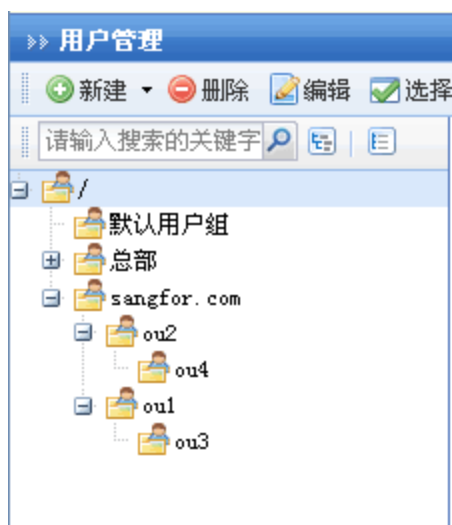 ›› 用户管理
新建 删除 编辑 选择
请输入搜索的关键字
/
默认用户组
总部
sangfor.com
ou2
ou4
ou1
ou3